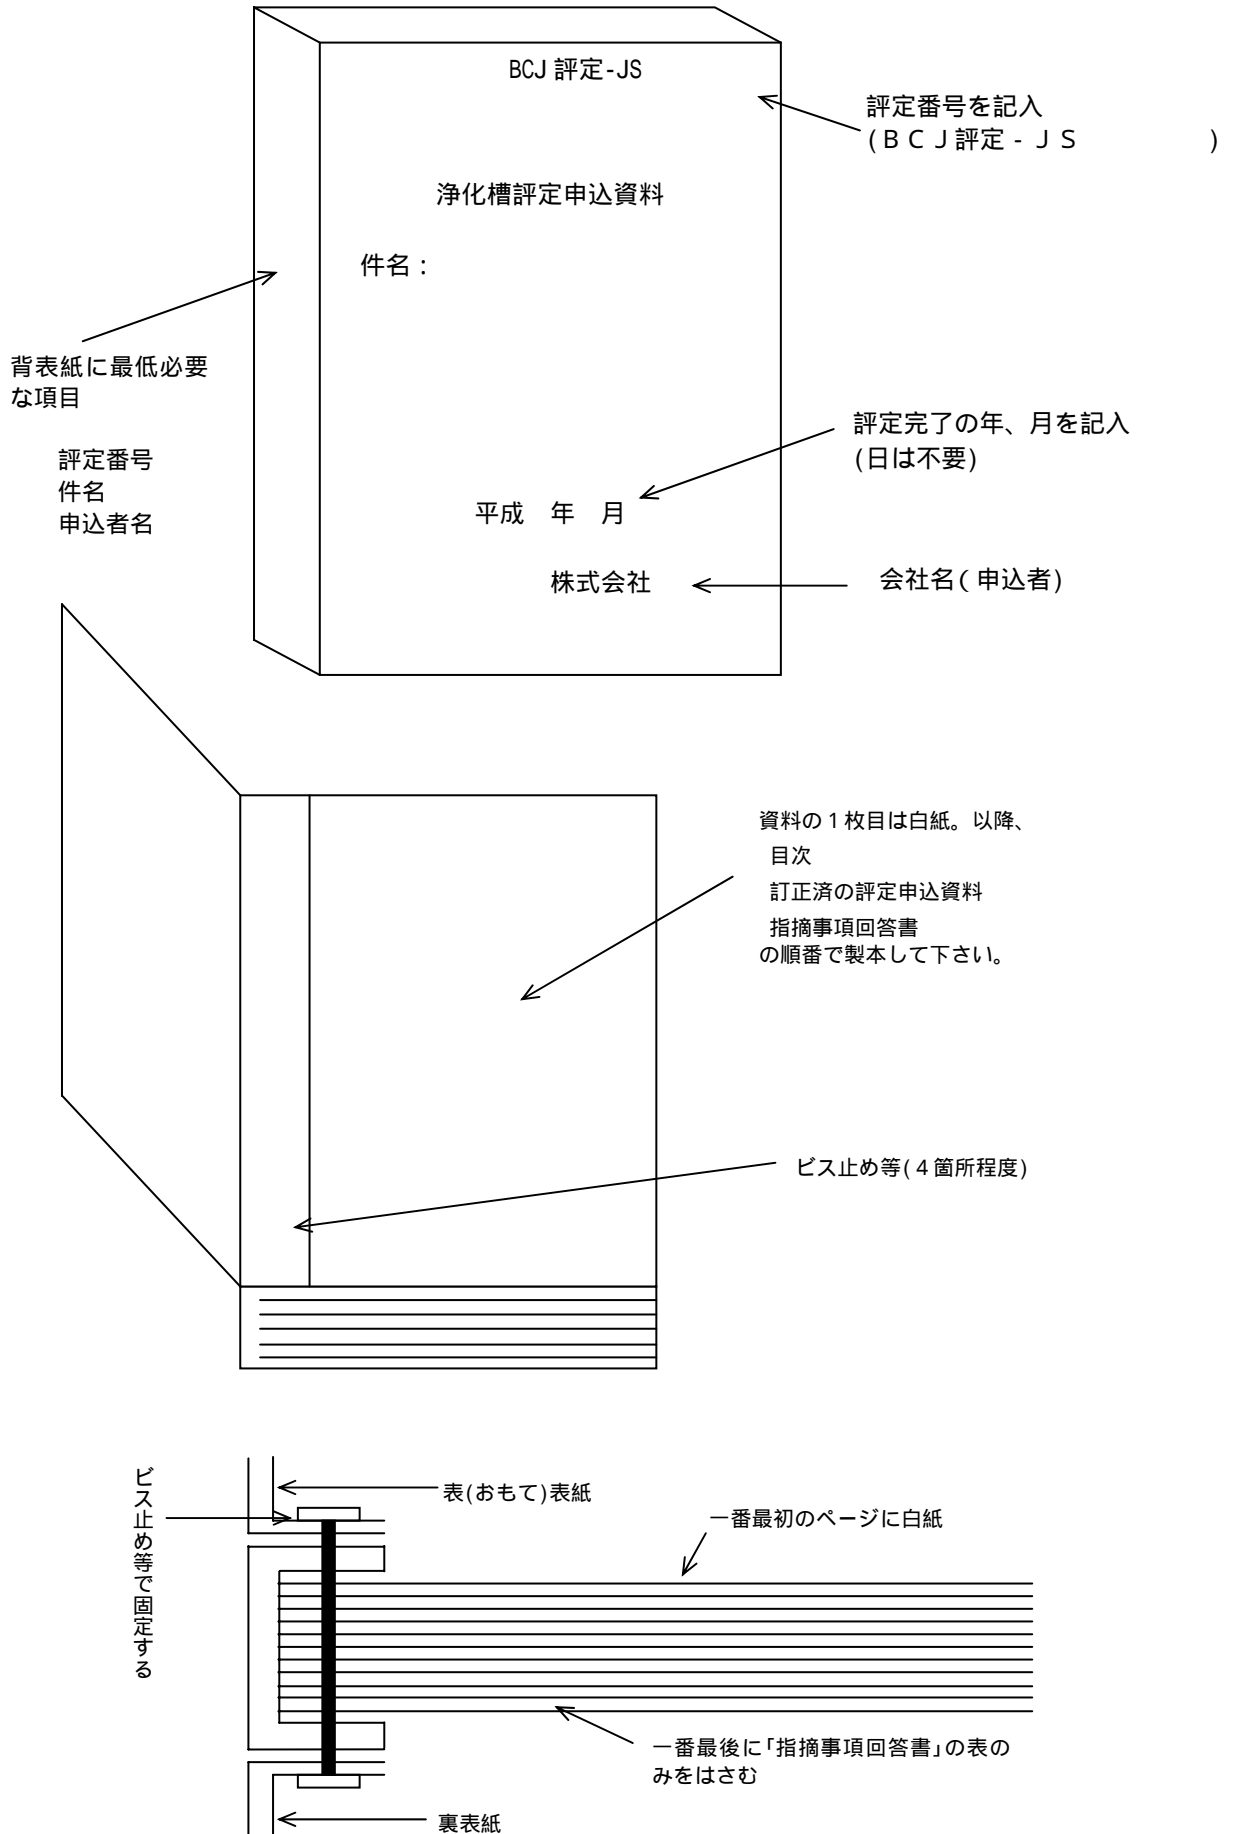 BCJ 評定-JS
評定番号を記入
(ＢＣＪ評定-ＪＳ　　　　　)
浄化槽評定申込資料
件名：
背表紙に最低必要
な項目
評定番号
件名
申込者名
評定完了の年、月を記入
(日は不要)
平成　年　月
株式会社
会社名(申込者)
資料の１枚目は白紙。以降、
目次
訂正済の評定申込資料
指摘事項回答書
の順番で製本して下さい。
ビス止め等(４箇所程度)
ビス止め等で固定する
表(おもて)表紙
一番最初のページに白紙
一番最後に「指摘事項回答書」の表の
みをはさむ
裏表紙